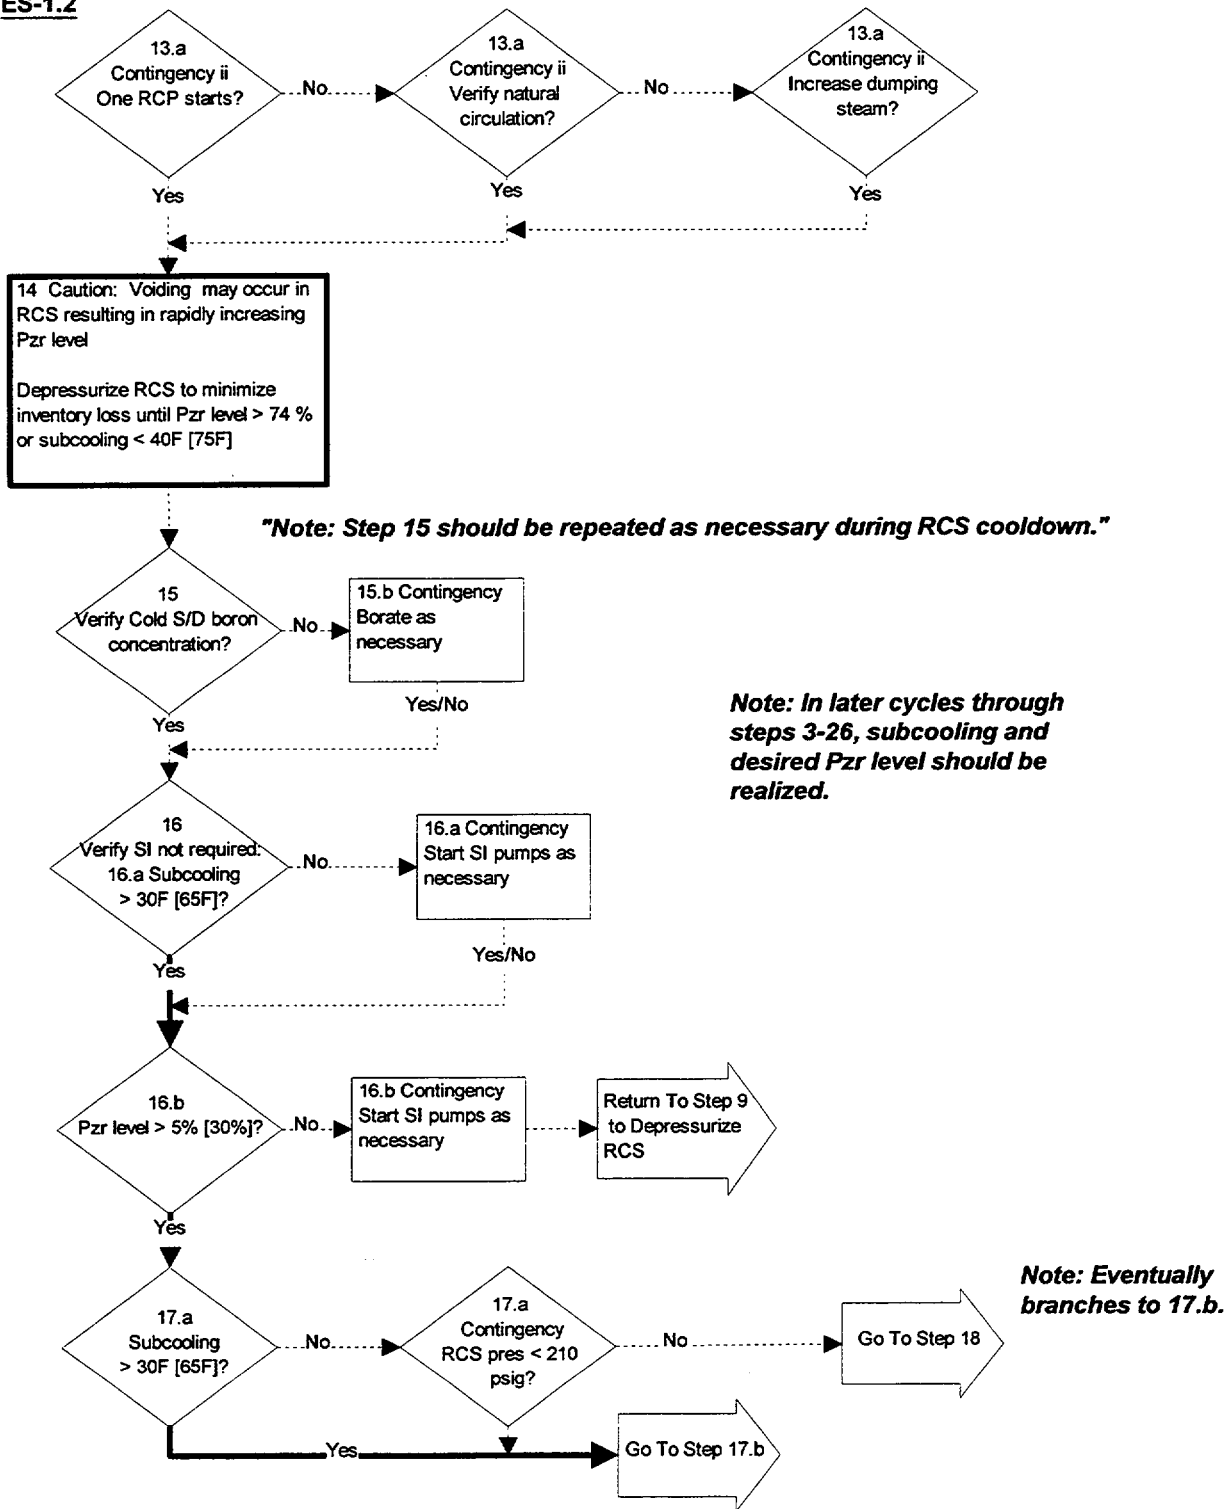 ES-1.2
13.a
Contingency ii
One RCP starts?
No
13.a
Contingency ii
Verify natural
circulation?
No
13.a
Contingency ii
Increase dumping
steam?
Yes
Yes
Yes
14 Caution: Voiding may occur in
RCS resulting in rapidly increasing
Pzr level
Depressurize RCS to minimize
inventory loss until Pzr level > 74 %
or subcooling < 40F [75F]
"Note: Step 15 should be repeated as necessary during RCS cooldown."
15
Verify Cold S/D boron
concentration?
No
15.b Contingency
Borate as
necessary
Yes/No
Yes
Note: In later cycles through
steps 3-26, subcooling and
desired Pzr level should be
realized.
16
Verify SI not required:
16.a Subcooling
> 30F [65F]?
No
16.a Contingency
Start SI pumps as
necessary
Yes/No
Yes
16.b
Pzr level > 5% [30%]?
No
16.b Contingency
Start SI pumps as
necessary
Return To Step 9
to Depressurize
RCS
Yes
17.a
Subcooling
> 30F [65F]?
No
17.a
Contingency
RCS pres < 210
psig?
No
Go To Step 18
Note: Eventually
branches to 17.b.
Yes
Go To Step 17.b